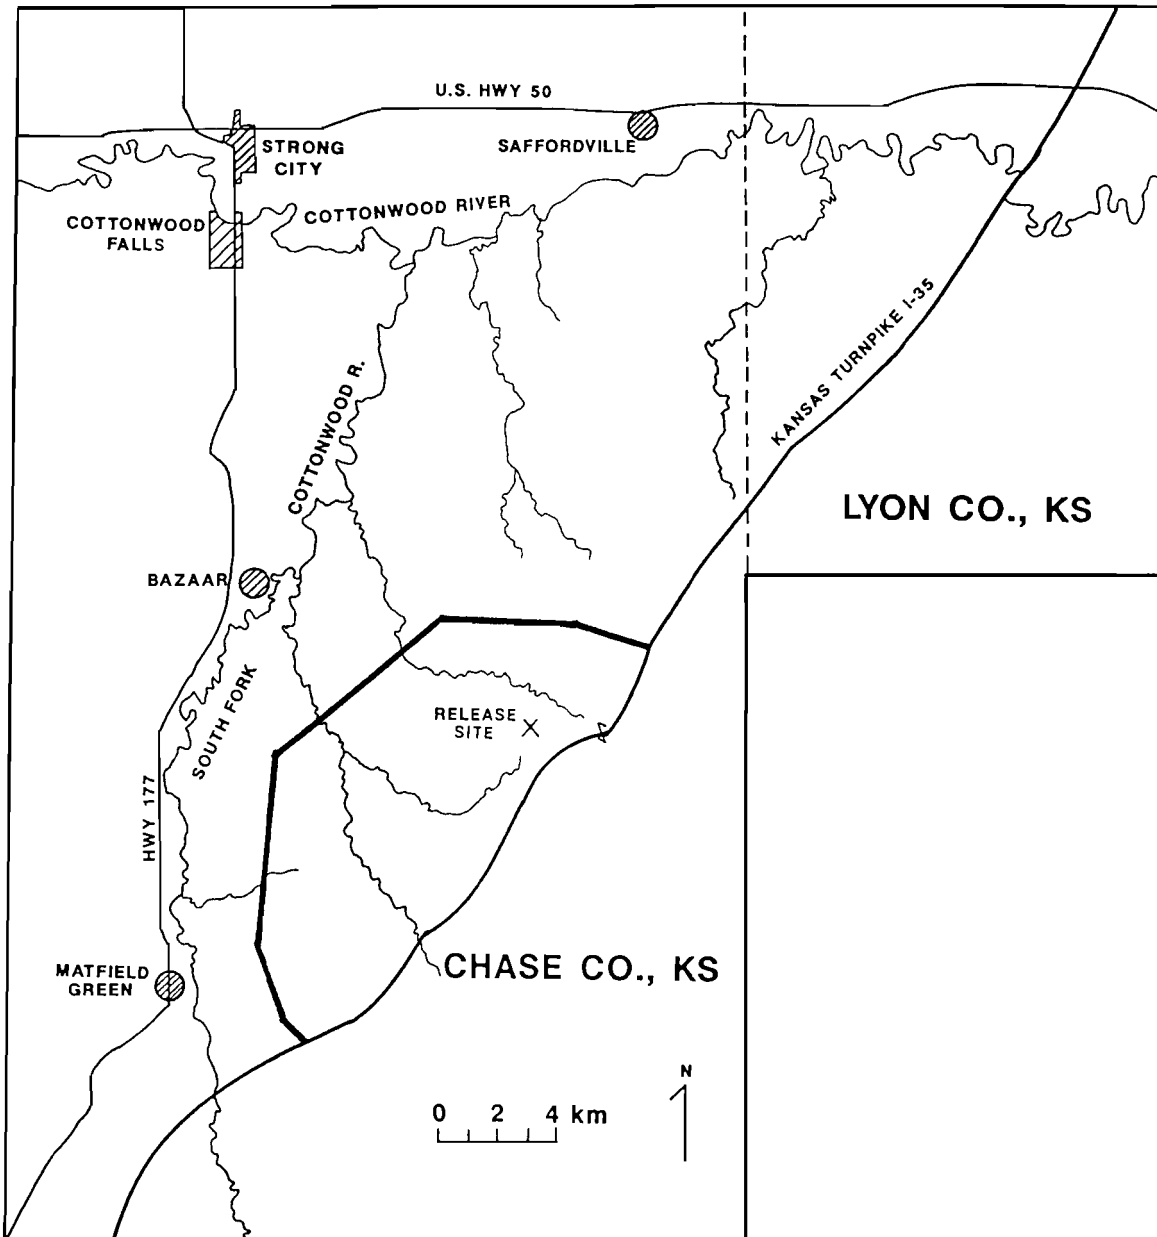 U.S. HWY 50
STRONG
CITY
SAFFORDVILLE
COTTONWOOD RIVER
COTTONWOOD
FALLS
KANSAS TURNPIKE I-35
COTTONWOOD R.
LYON CO., KS
BAZAAR
SOUTH FORK
RELEASE
SITE
HWY 177
MATFIELD
GREEN
CHASE CO., KS
N
0 2 4 km